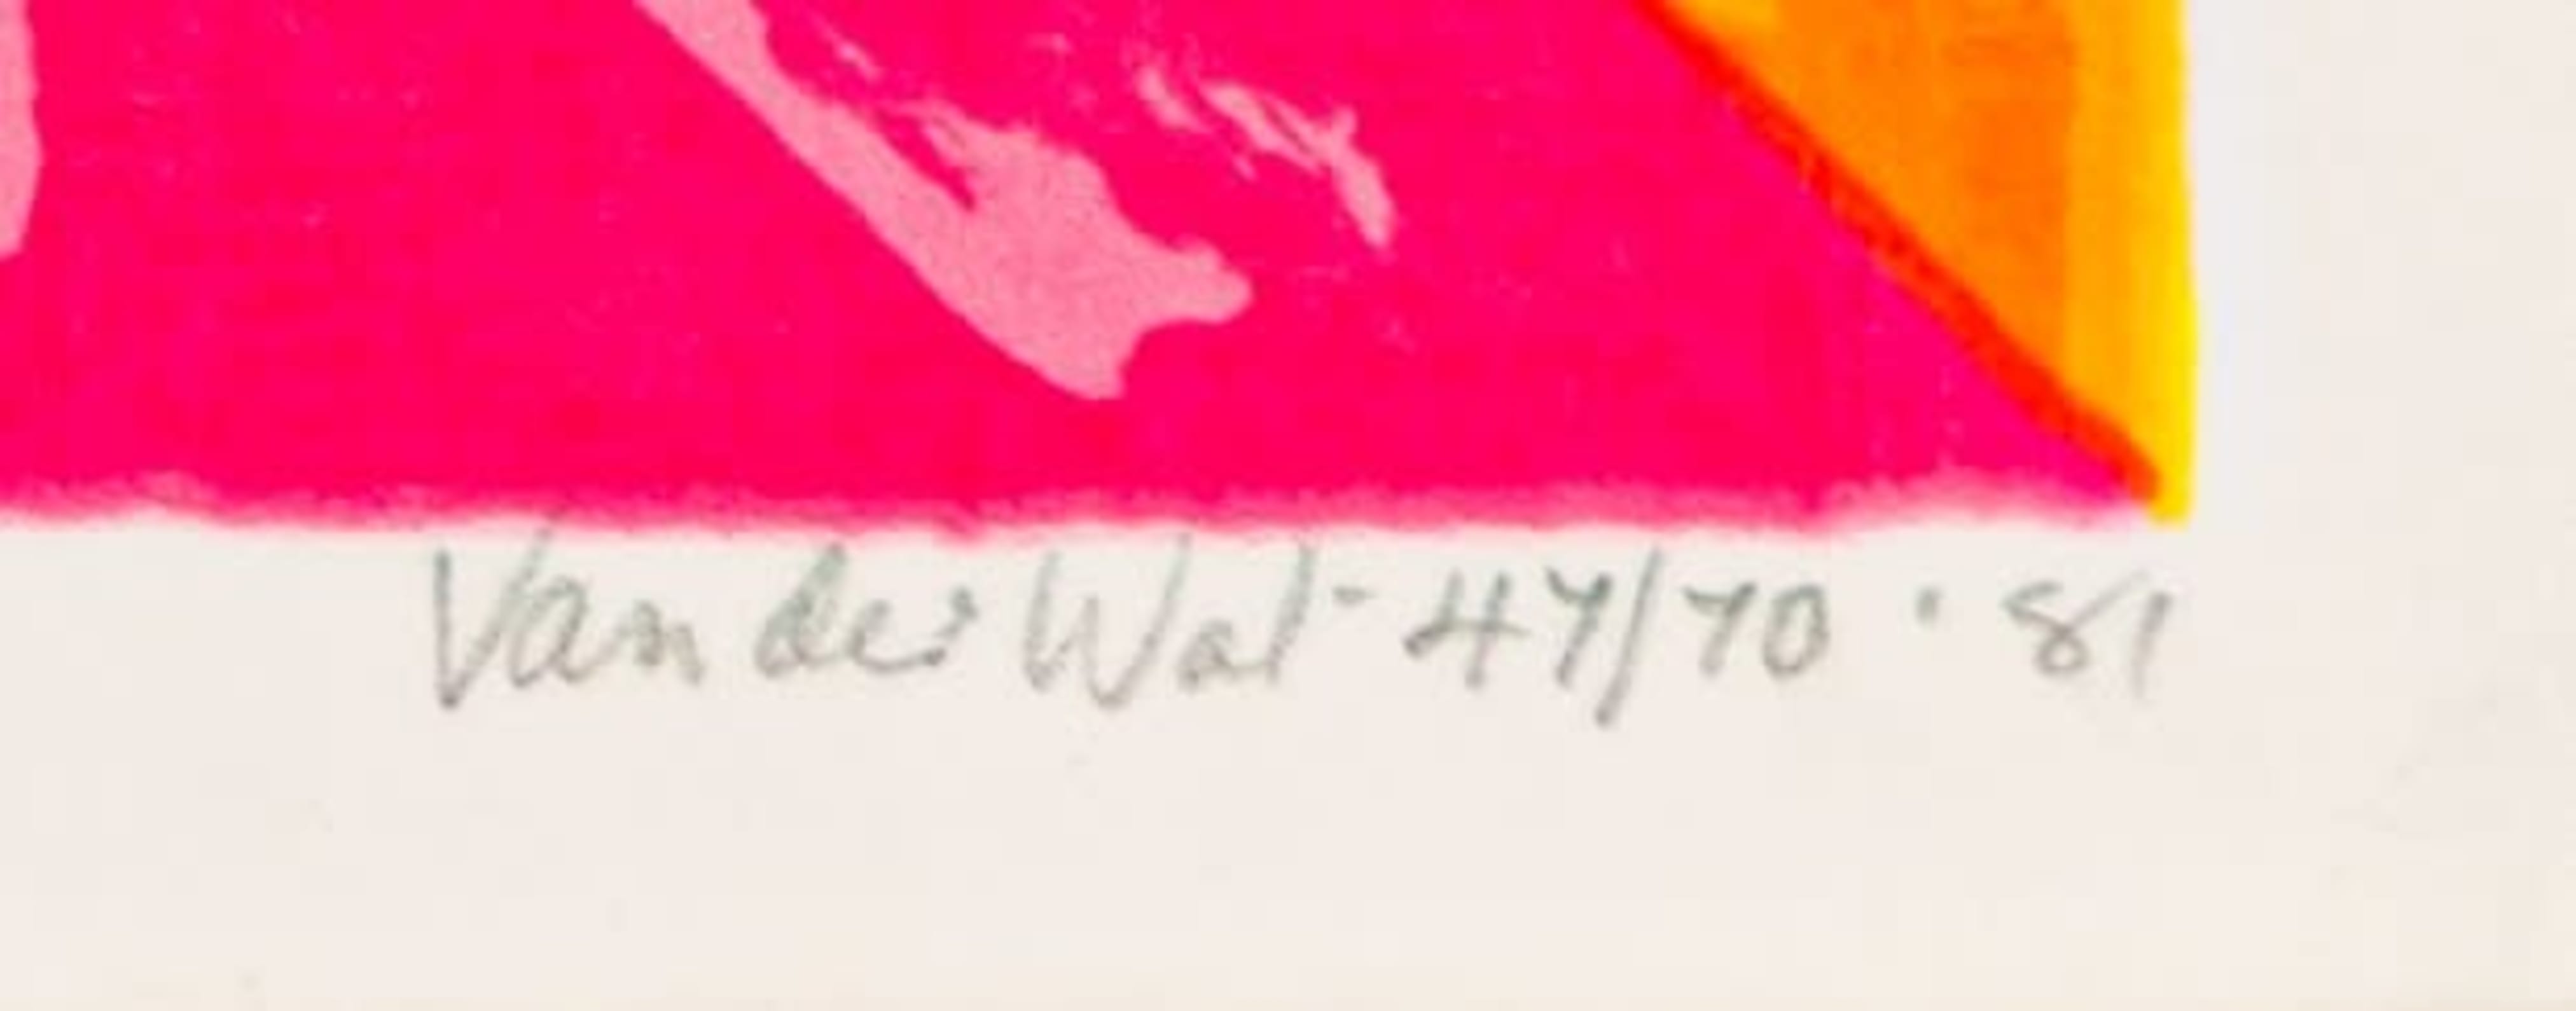 Van der Wal - 47/70 · 81